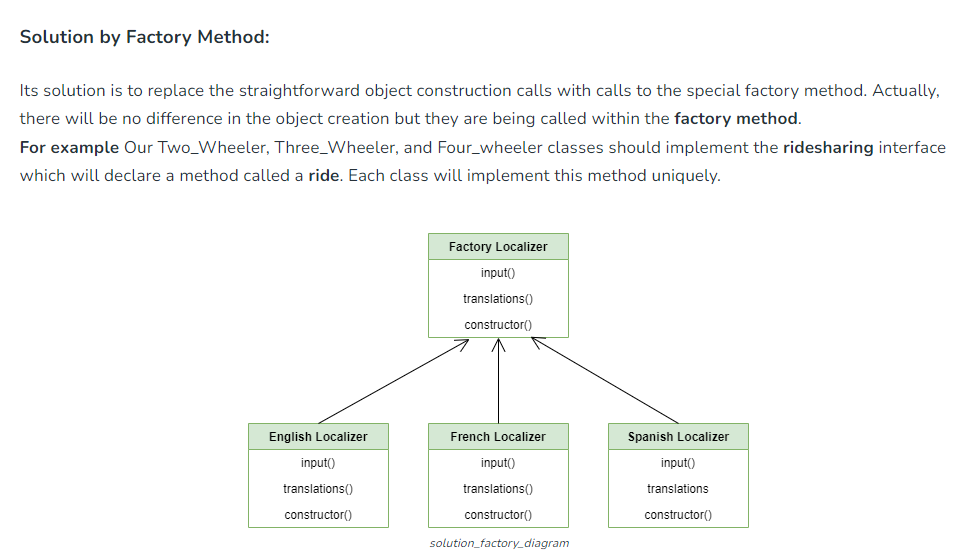 Solution by Factory Method:
Its solution is to replace the straightforward object construction calls with calls to the special factory method. Actually,
there will be no difference in the object creation but they are being called within the factory method.
For example Our Two_Wheeler, Three_Wheeler, and Four_wheeler classes should implement the ridesharing interface
which will declare a method called a ride. Each class will implement this method uniquely.
Factory Localizer
input()
translations()
constructor()
English Localizer
input()
translations()
constructor()
French Localizer
input()
translations()
constructor()
Spanish Localizer
input()
translations
constructor()
solution_factory_diagram